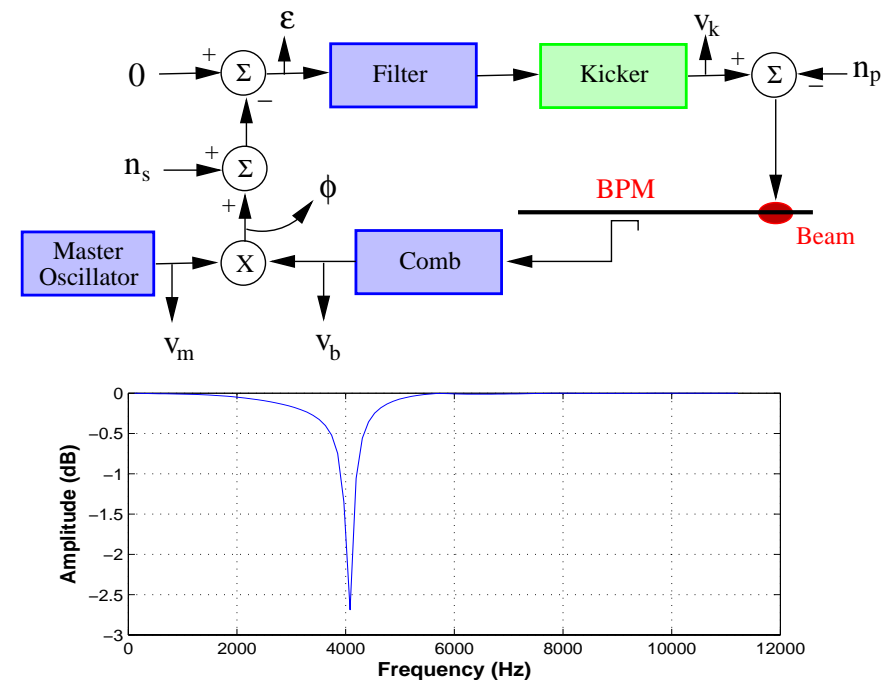 ε
v_k
0
+
Σ
−
Filter
Kicker
+
Σ
−
n_p
n_s
+
Σ
+
ϕ
BPM
Beam
Master
Oscillator
X
Comb
v_m
v_b
0
−0.5
−1
−1.5
−2
−2.5
−3
Amplitude (dB)
0 2000 4000 6000 8000 10000 12000
Frequency (Hz)